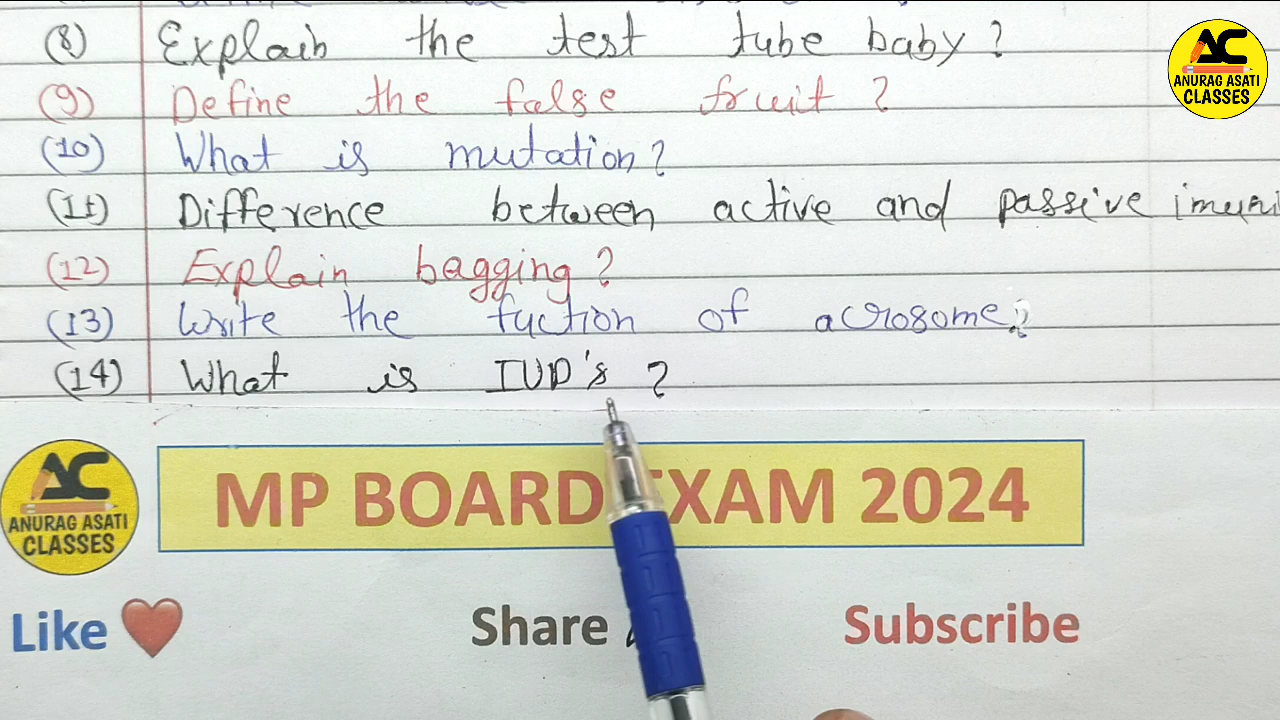 (8) Explain the test tube baby ?
AC
ANURAG ASATI
CLASSES
(9) Define the false fruit ?
(10) What is mutation ?
(11) Difference between active and passive
(12) Explain bagging ?
(13) Write the fuction of acrosome ?
(14) What is IUD's ?
AC
ANURAG ASATI
CLASSES
MP BOARD EXAM 2024
Like
Share
Subscribe